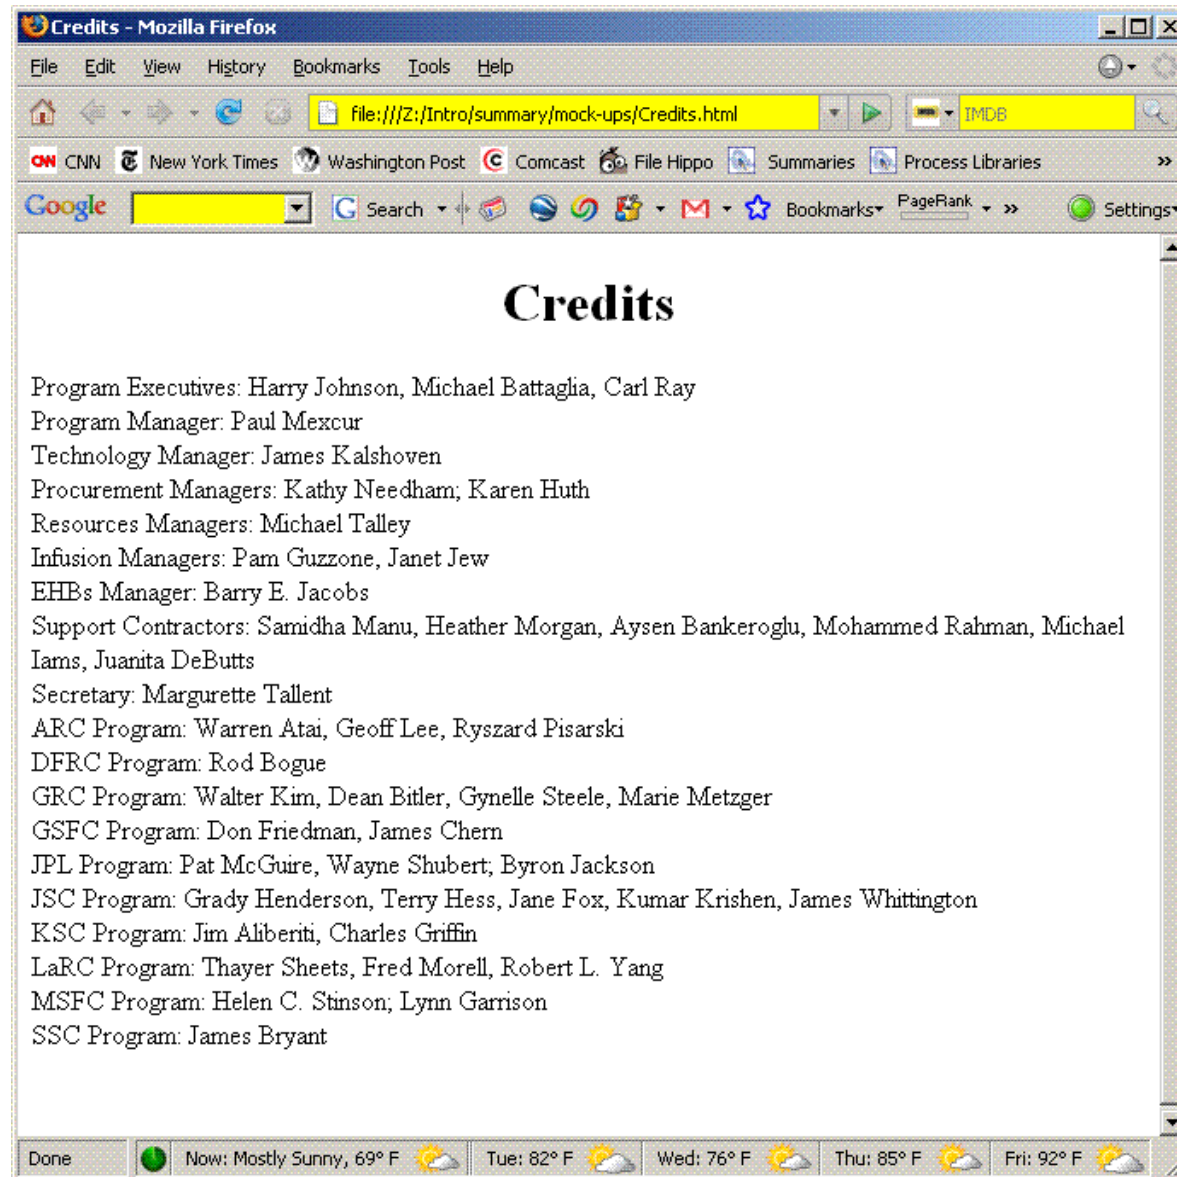 Credits - Mozilla Firefox
File Edit View History Bookmarks Tools Help
file:///Z:/Intro/summary/mock-ups/Credits.html IMDB
CNN CNN New York Times Washington Post Comcast File Hippo Summaries Process Libraries »
Google G Search Bookmarks PageRank » Settings
Credits
Program Executives: Harry Johnson, Michael Battaglia, Carl Ray
Program Manager: Paul Mexcur
Technology Manager: James Kalshoven
Procurement Managers: Kathy Needham; Karen Huth
Resources Managers: Michael Talley
Infusion Managers: Pam Guzzone, Janet Jew
EHBs Manager: Barry E. Jacobs
Support Contractors: Samidha Manu, Heather Morgan, Aysen Bankeroglu, Mohammed Rahman, Michael
Iams, Juanita DeButts
Secretary: Margurette Tallent
ARC Program: Warren Atai, Geoff Lee, Ryszard Pisarski
DFRC Program: Rod Bogue
GRC Program: Walter Kim, Dean Bitler, Gynelle Steele, Marie Metzger
GSFC Program: Don Friedman, James Chern
JPL Program: Pat McGuire, Wayne Shubert; Byron Jackson
JSC Program: Grady Henderson, Terry Hess, Jane Fox, Kumar Krishen, James Whittington
KSC Program: Jim Aliberiti, Charles Griffin
LaRC Program: Thayer Sheets, Fred Morell, Robert L. Yang
MSFC Program: Helen C. Stinson; Lynn Garrison
SSC Program: James Bryant
Done Now: Mostly Sunny, 69° F Tue: 82° F Wed: 76° F Thu: 85° F Fri: 92° F